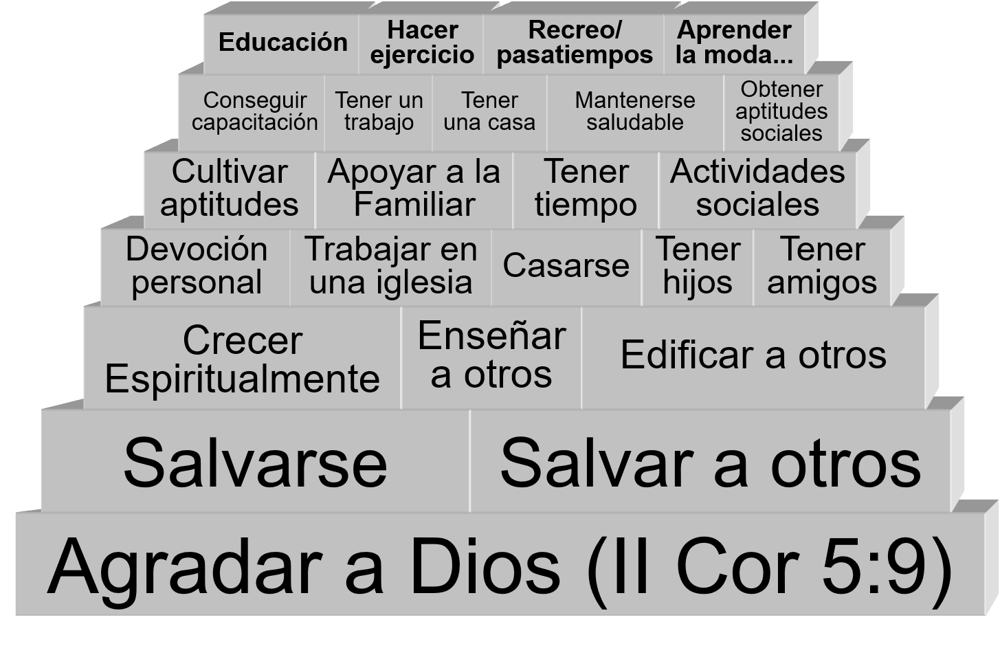 Educación
Hacer
ejercicio
Recreo/
pasatiempos
Aprender
la moda...
Conseguir
capacitación
Tener un
trabajo
Tener
una casa
Mantenerse
saludable
Obtener
aptitudes
sociales
Cultivar
aptitudes
Apoyar a la
Familiar
Tener
tiempo
Actividades
sociales
Devoción
personal
Trabajar en
una iglesia
Casarse
Tener
hijos
Tener
amigos
Crecer
Espiritualmente
Enseñar
a otros
Edificar a otros
Salvarse
Salvar a otros
Agradar a Dios (II Cor 5:9)